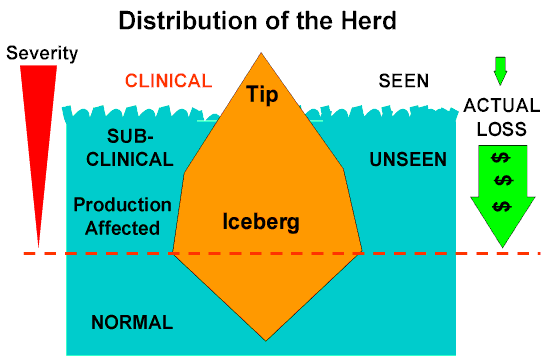 Distribution of the Herd
Severity
CLINICAL
SEEN
Tip
ACTUAL
LOSS
SUB-
CLINICAL
UNSEEN
$
$
$
Production
Affected
Iceberg
NORMAL